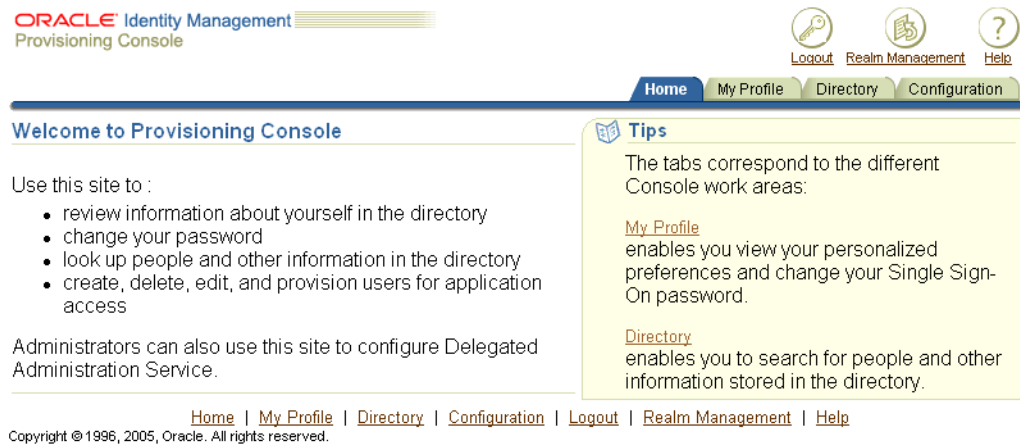 ORACLE Identity Management
Provisioning Console
Logout Realm Management Help
Home My Profile Directory Configuration
Welcome to Provisioning Console
Use this site to :
• review information about yourself in the directory
• change your password
• look up people and other information in the directory
• create, delete, edit, and provision users for application
access
Administrators can also use this site to configure Delegated
Administration Service.
Tips
The tabs correspond to the different
Console work areas:
My Profile
enables you view your personalized
preferences and change your Single Sign-
On password.
Directory
enables you to search for people and other
information stored in the directory.
Home | My Profile | Directory | Configuration | Logout | Realm Management | Help
Copyright © 1996, 2005, Oracle. All rights reserved.